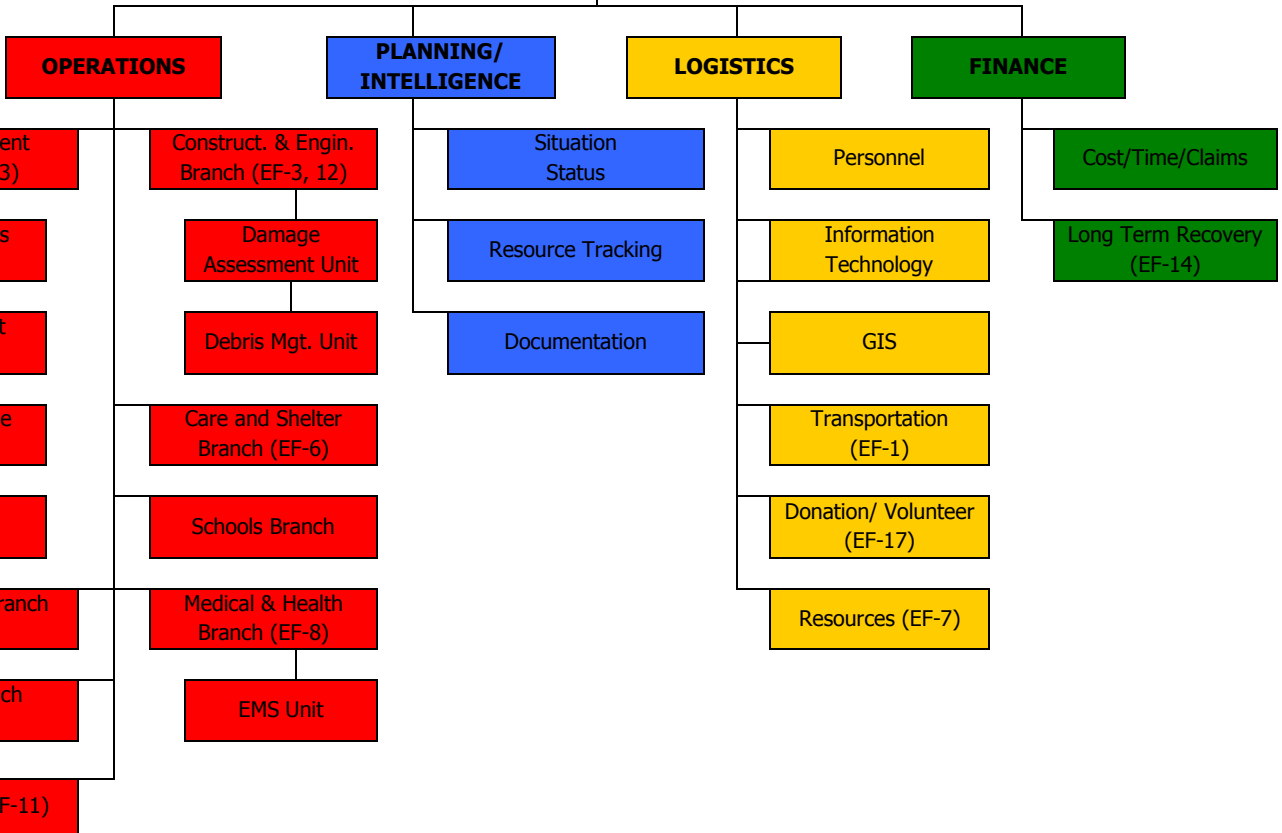 OPERATIONS
PLANNING/
INTELLIGENCE
LOGISTICS
FINANCE
3)
Construct. & Engin.
Branch (EF-3, 12)
Damage
Assessment Unit
Debris Mgt. Unit
Care and Shelter
Branch (EF-6)
Schools Branch
Medical & Health
Branch (EF-8)
EMS Unit
F-11)
Situation
Status
Resource Tracking
Documentation
Personnel
Information
Technology
GIS
Transportation
(EF-1)
Donation/ Volunteer
(EF-17)
Resources (EF-7)
Cost/Time/Claims
Long Term Recovery
(EF-14)